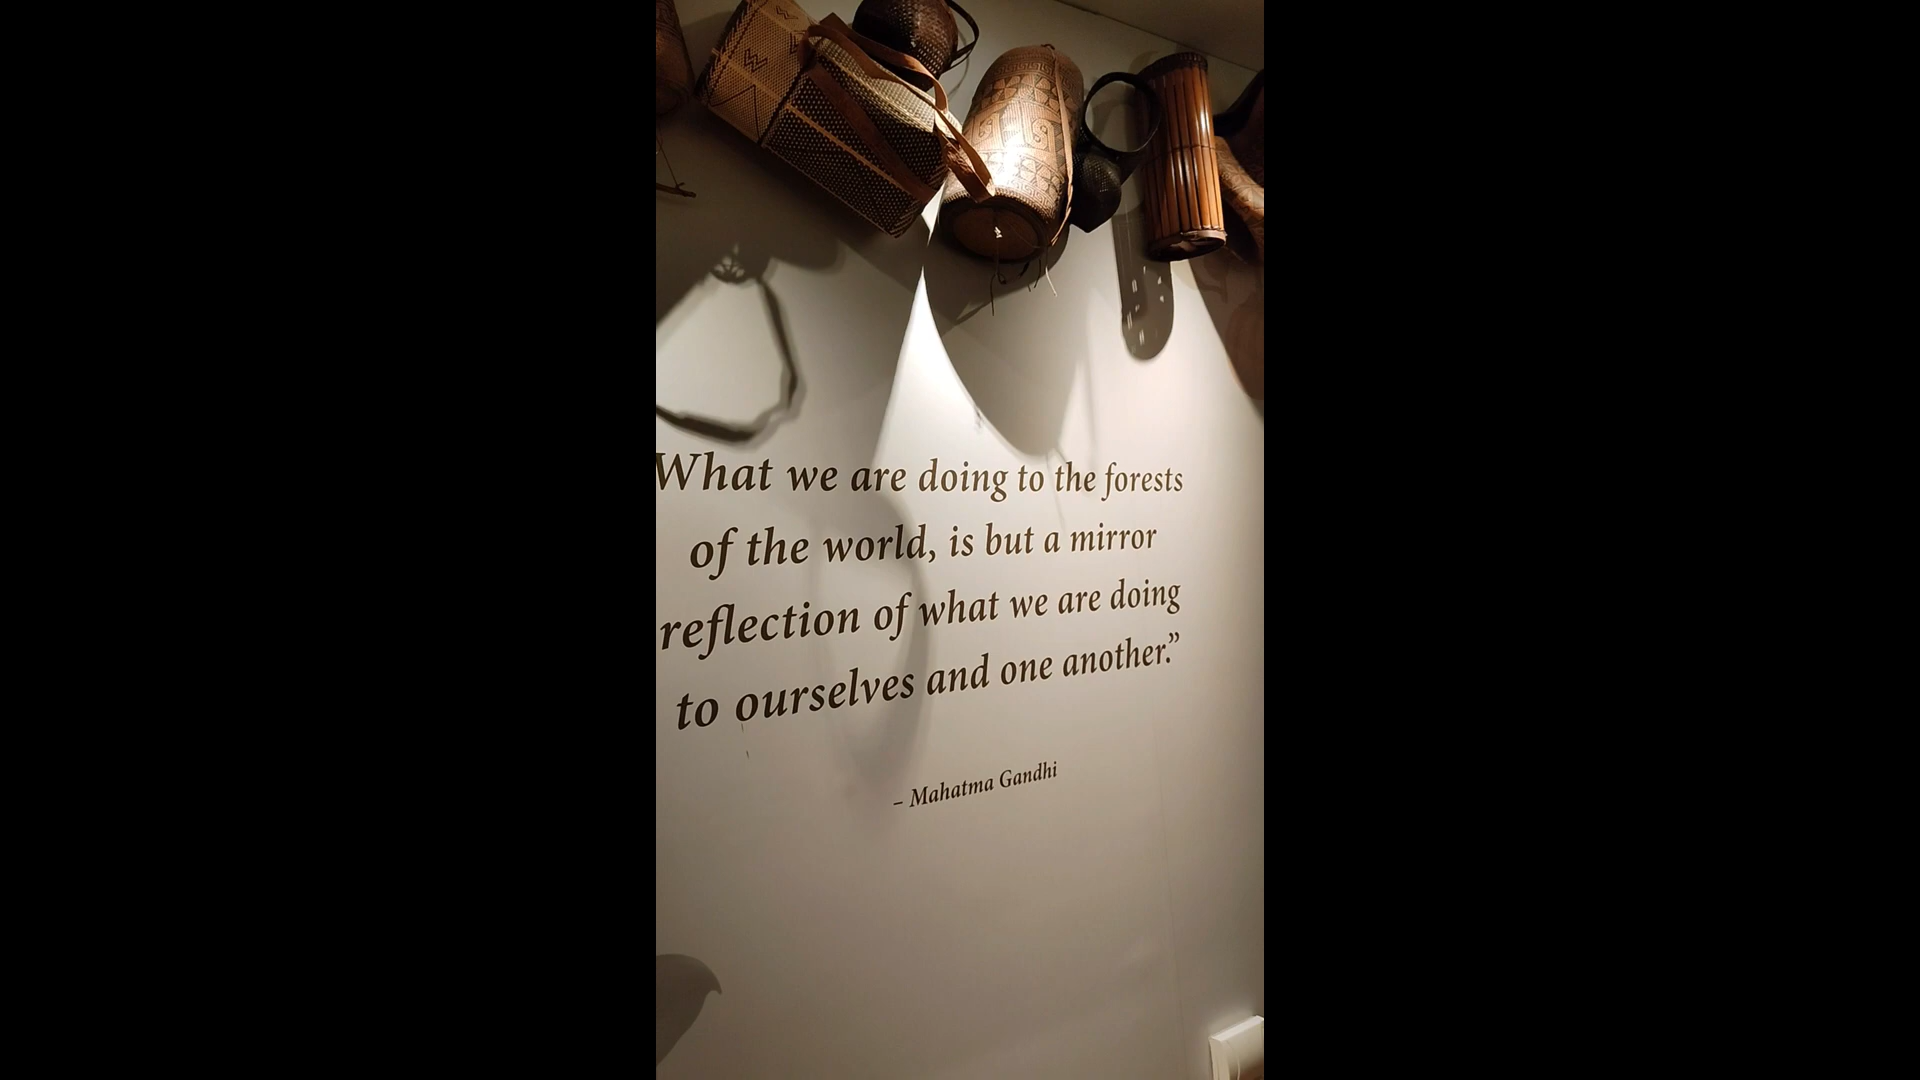 What we are doing to the forests
of the world, is but a mirror
reflection of what we are doing
to ourselves and one another.”
– Mahatma Gandhi